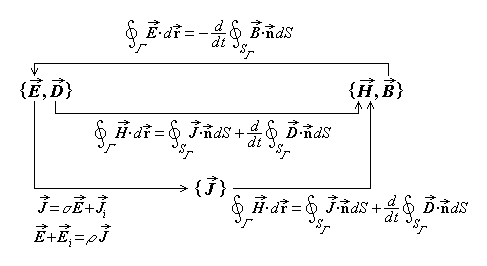 ∮_Γ E⃗·dr⃗ = −d/dt ∮_{S_Γ} B⃗·n⃗dS
{E⃗,D⃗} {H⃗,B⃗}
∮_Γ H⃗·dr⃗ = ∮_{S_Γ} J⃗·n⃗dS + d/dt ∮_{S_Γ} D⃗·n⃗dS
{J⃗}
J⃗=σE⃗+J⃗_i ∮_Γ H⃗·dr⃗ = ∮_{S_Γ} J⃗·n⃗dS + d/dt ∮_{S_Γ} D⃗·n⃗dS
E⃗+E⃗_i=ρJ⃗